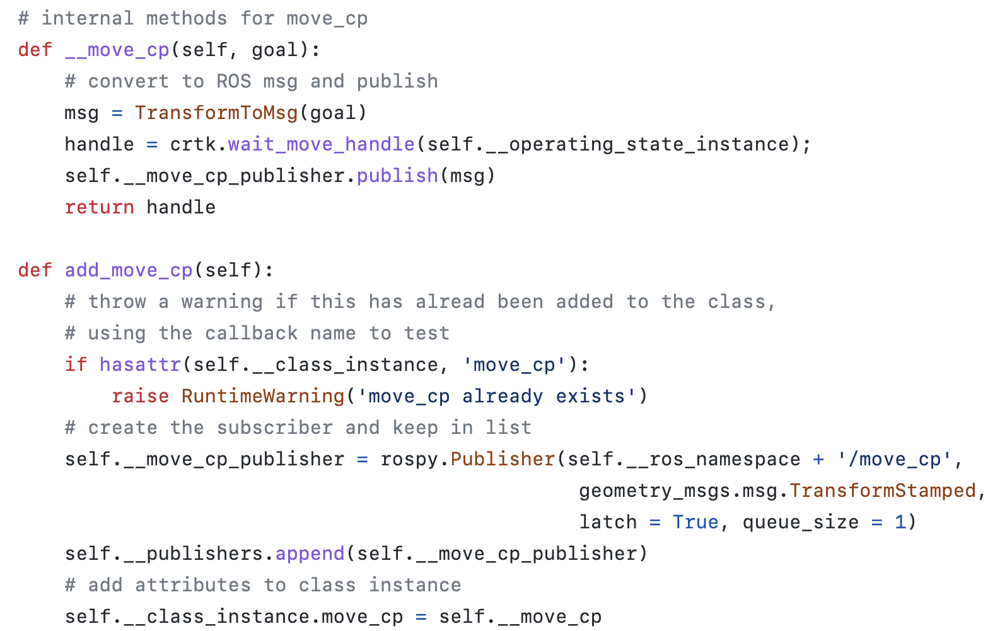 # internal methods for move_cp
def __move_cp(self, goal):
    # convert to ROS msg and publish
    msg = TransformToMsg(goal)
    handle = crtk.wait_move_handle(self.__operating_state_instance);
    self.__move_cp_publisher.publish(msg)
    return handle

def add_move_cp(self):
    # throw a warning if this has alread been added to the class,
    # using the callback name to test
    if hasattr(self.__class_instance, 'move_cp'):
        raise RuntimeWarning('move_cp already exists')
    # create the subscriber and keep in list
    self.__move_cp_publisher = rospy.Publisher(self.__ros_namespace + '/move_cp',
                                                geometry_msgs.msg.TransformStamped,
                                                latch = True, queue_size = 1)
    self.__publishers.append(self.__move_cp_publisher)
    # add attributes to class instance
    self.__class_instance.move_cp = self.__move_cp